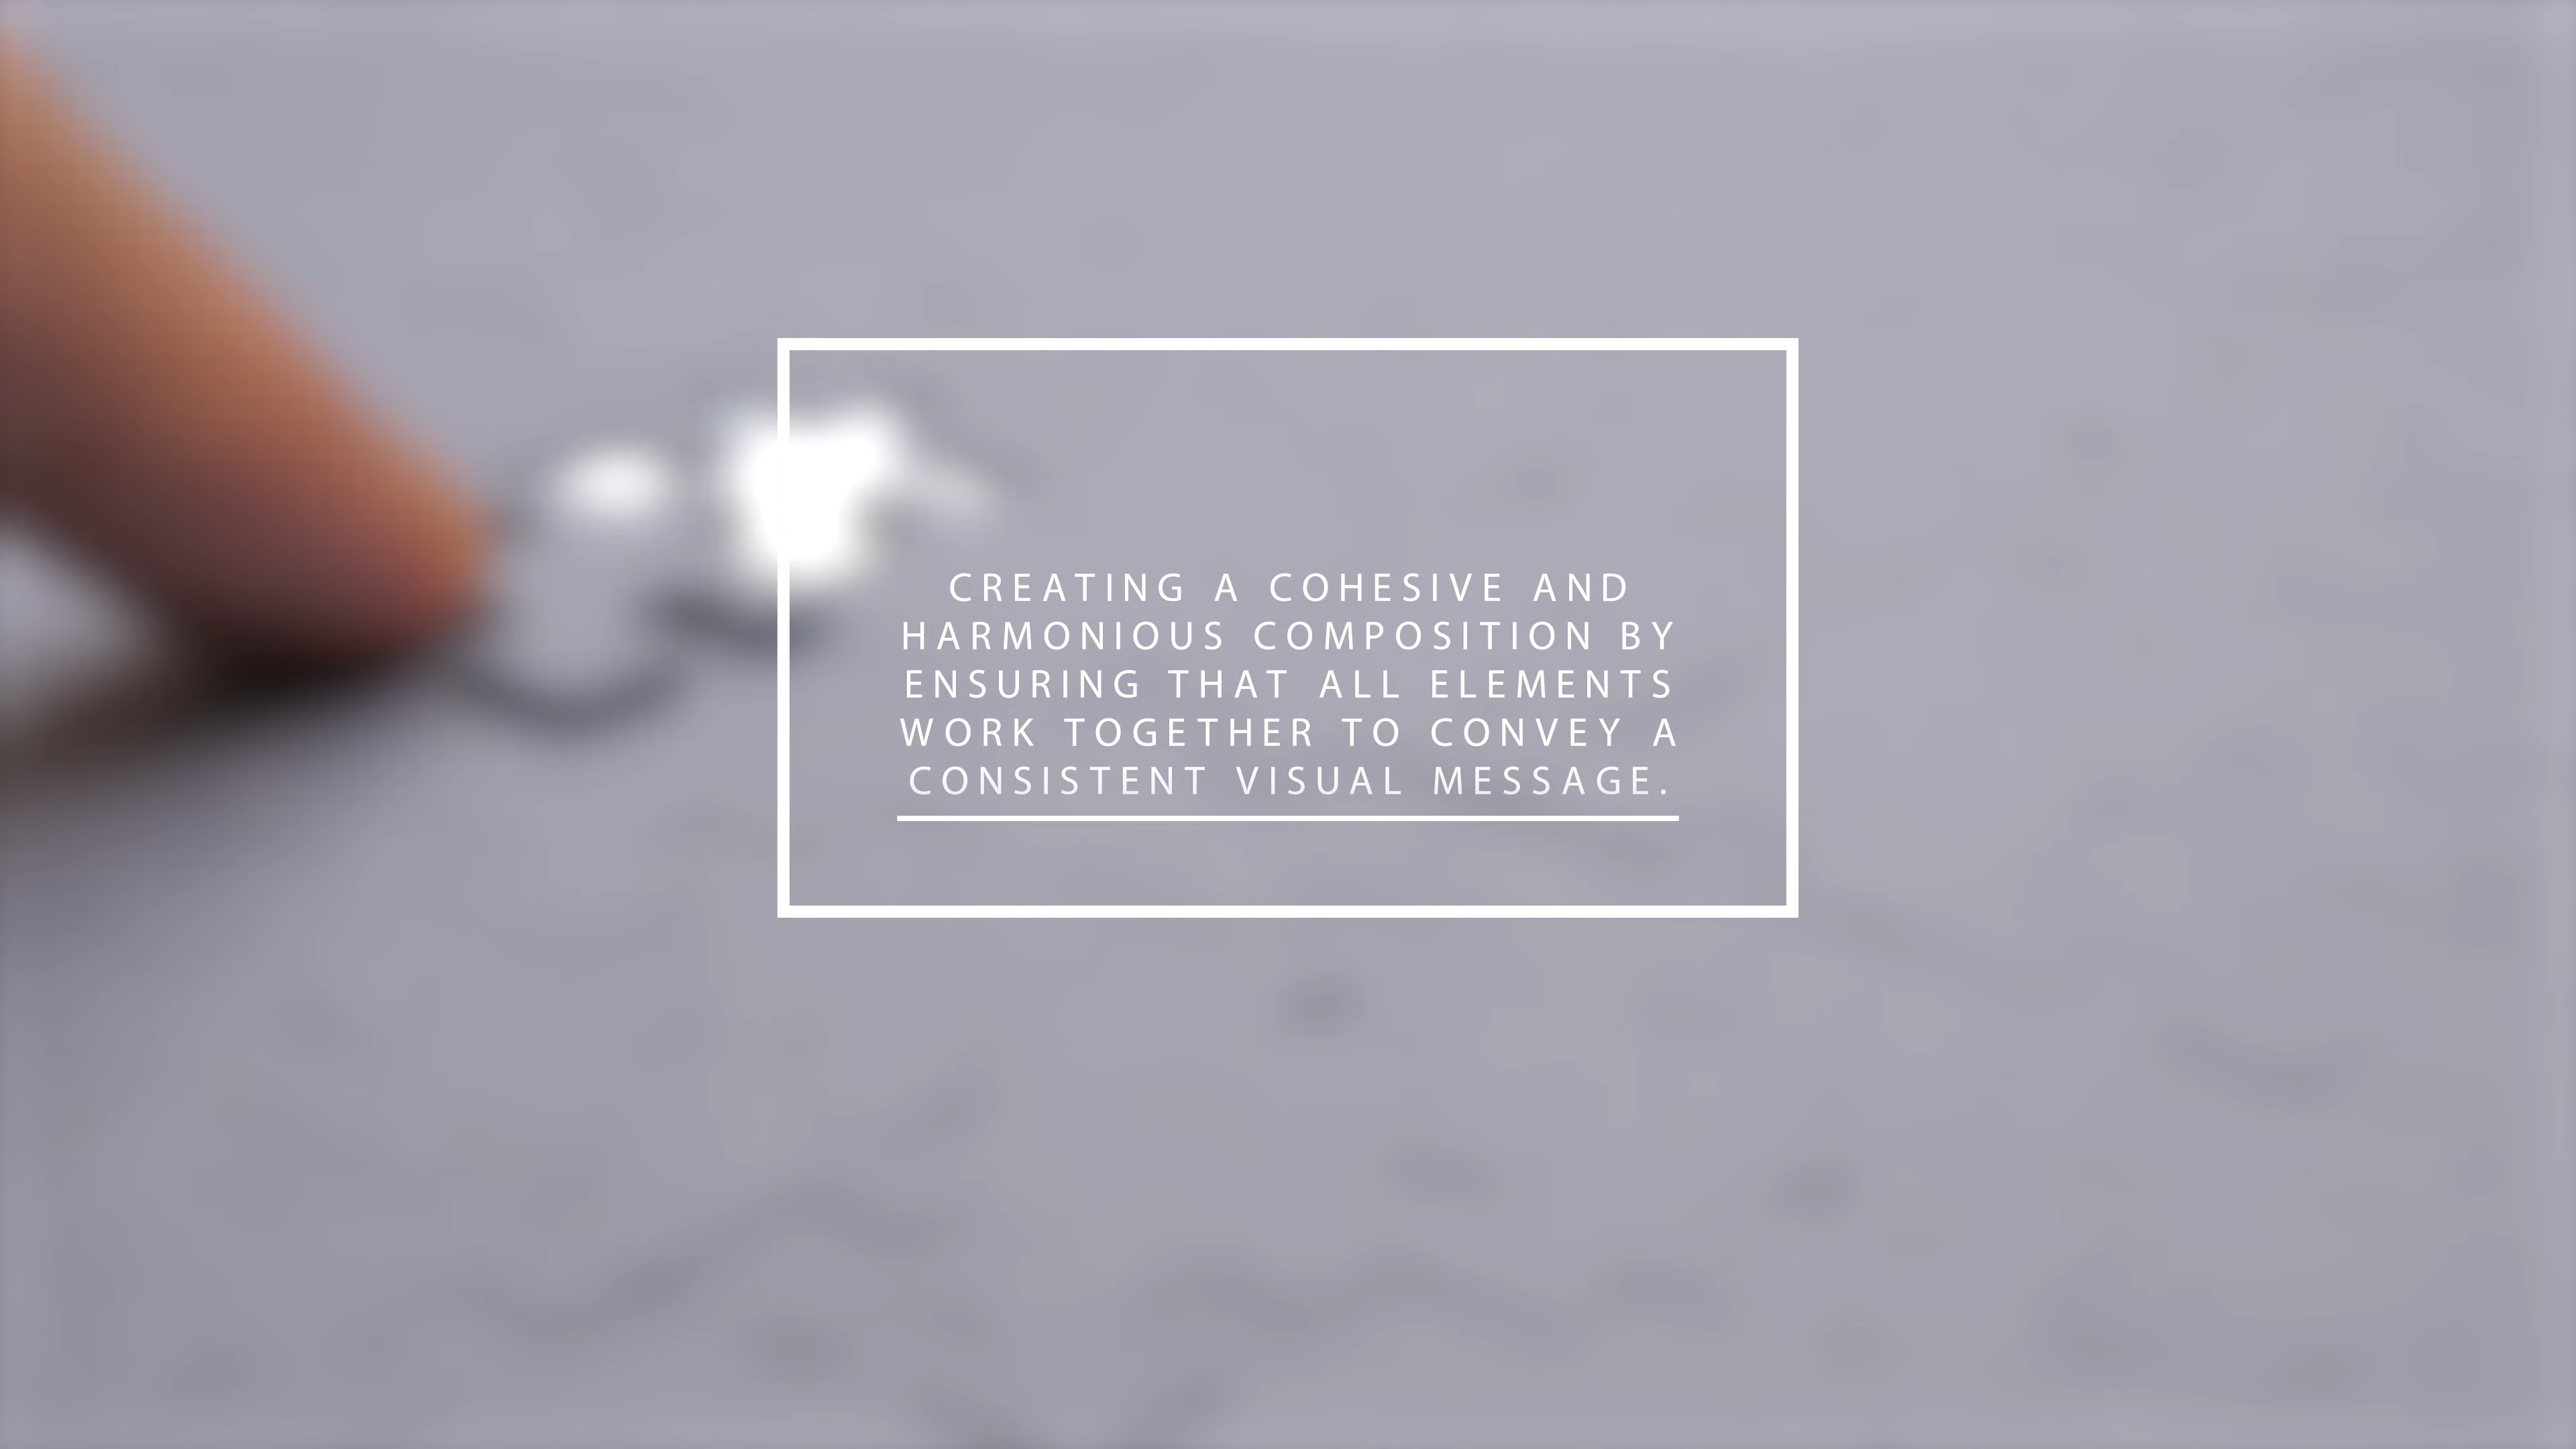 CREATING A COHESIVE AND
HARMONIOUS COMPOSITION BY
ENSURING THAT ALL ELEMENTS
WORK TOGETHER TO CONVEY A
CONSISTENT VISUAL MESSAGE.